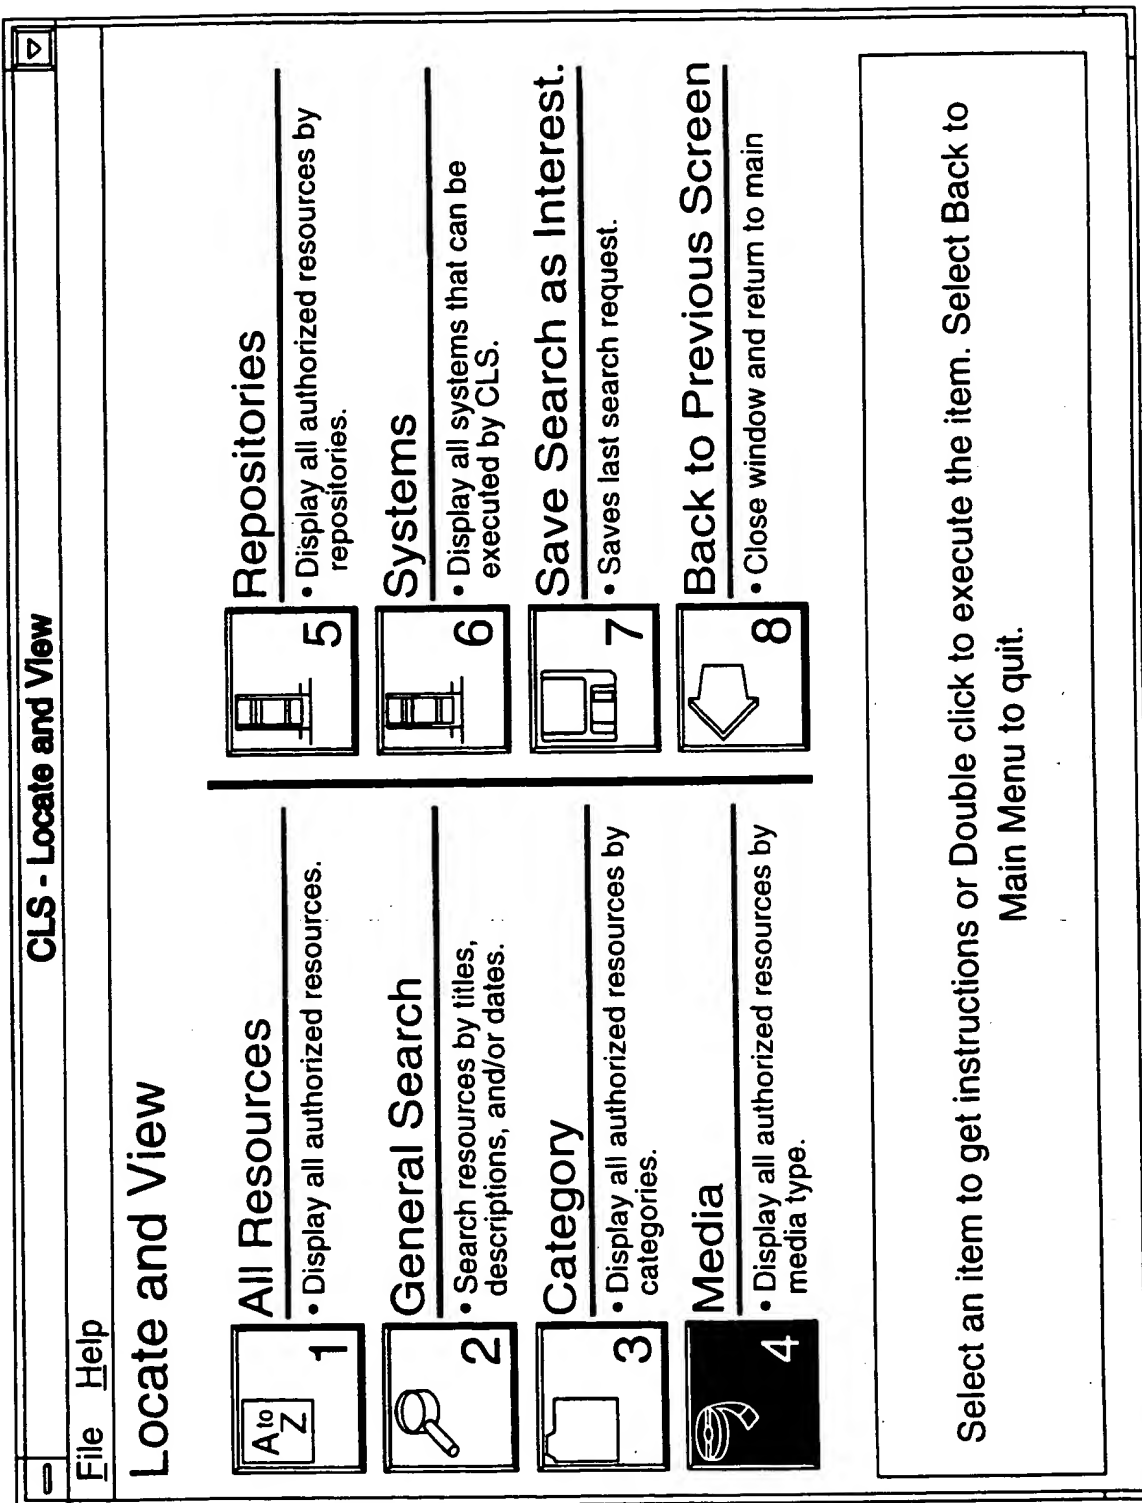 CLS - Locate and View
File Help
Locate and View
A to
Z
1
All Resources
• Display all authorized resources.
2
General Search
• Search resources by titles,
descriptions, and/or dates.
3
Category
• Display all authorized resources by
categories.
4
Media
• Display all authorized resources by
media type.
5
Repositories
• Display all authorized resources by
repositories.
6
Systems
• Display all systems that can be
executed by CLS.
7
Save Search as Interest.
• Saves last search request.
8
Back to Previous Screen
• Close window and return to main
Select an item to get instructions or Double click to execute the item. Select Back to
Main Menu to quit.